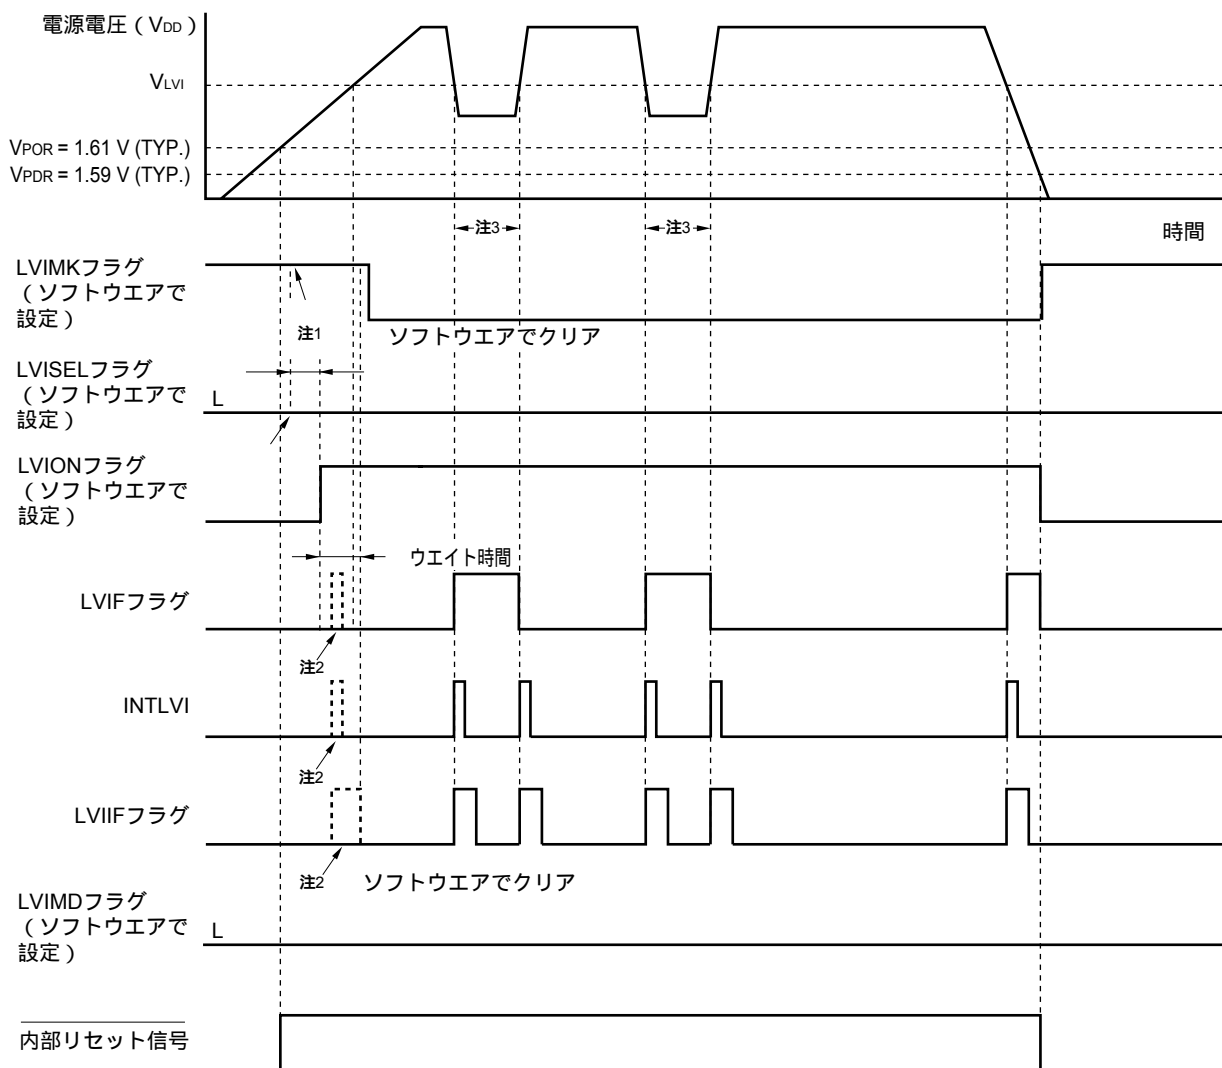 電源電圧（VDD）
VLVI
VPOR = 1.61 V (TYP.)
VPDR = 1.59 V (TYP.)
注3
注3
時間
LVIMKフラグ
（ソフトウエアで
設定）
注1
ソフトウエアでクリア
LVISELフラグ
（ソフトウエアで
設定）
L
LVIONフラグ
（ソフトウエアで
設定）
ウエイト時間
LVIFフラグ
注2
INTLVI
注2
LVIIFフラグ
注2
ソフトウエアでクリア
LVIMDフラグ
（ソフトウエアで
設定）
L
内部リセット信号